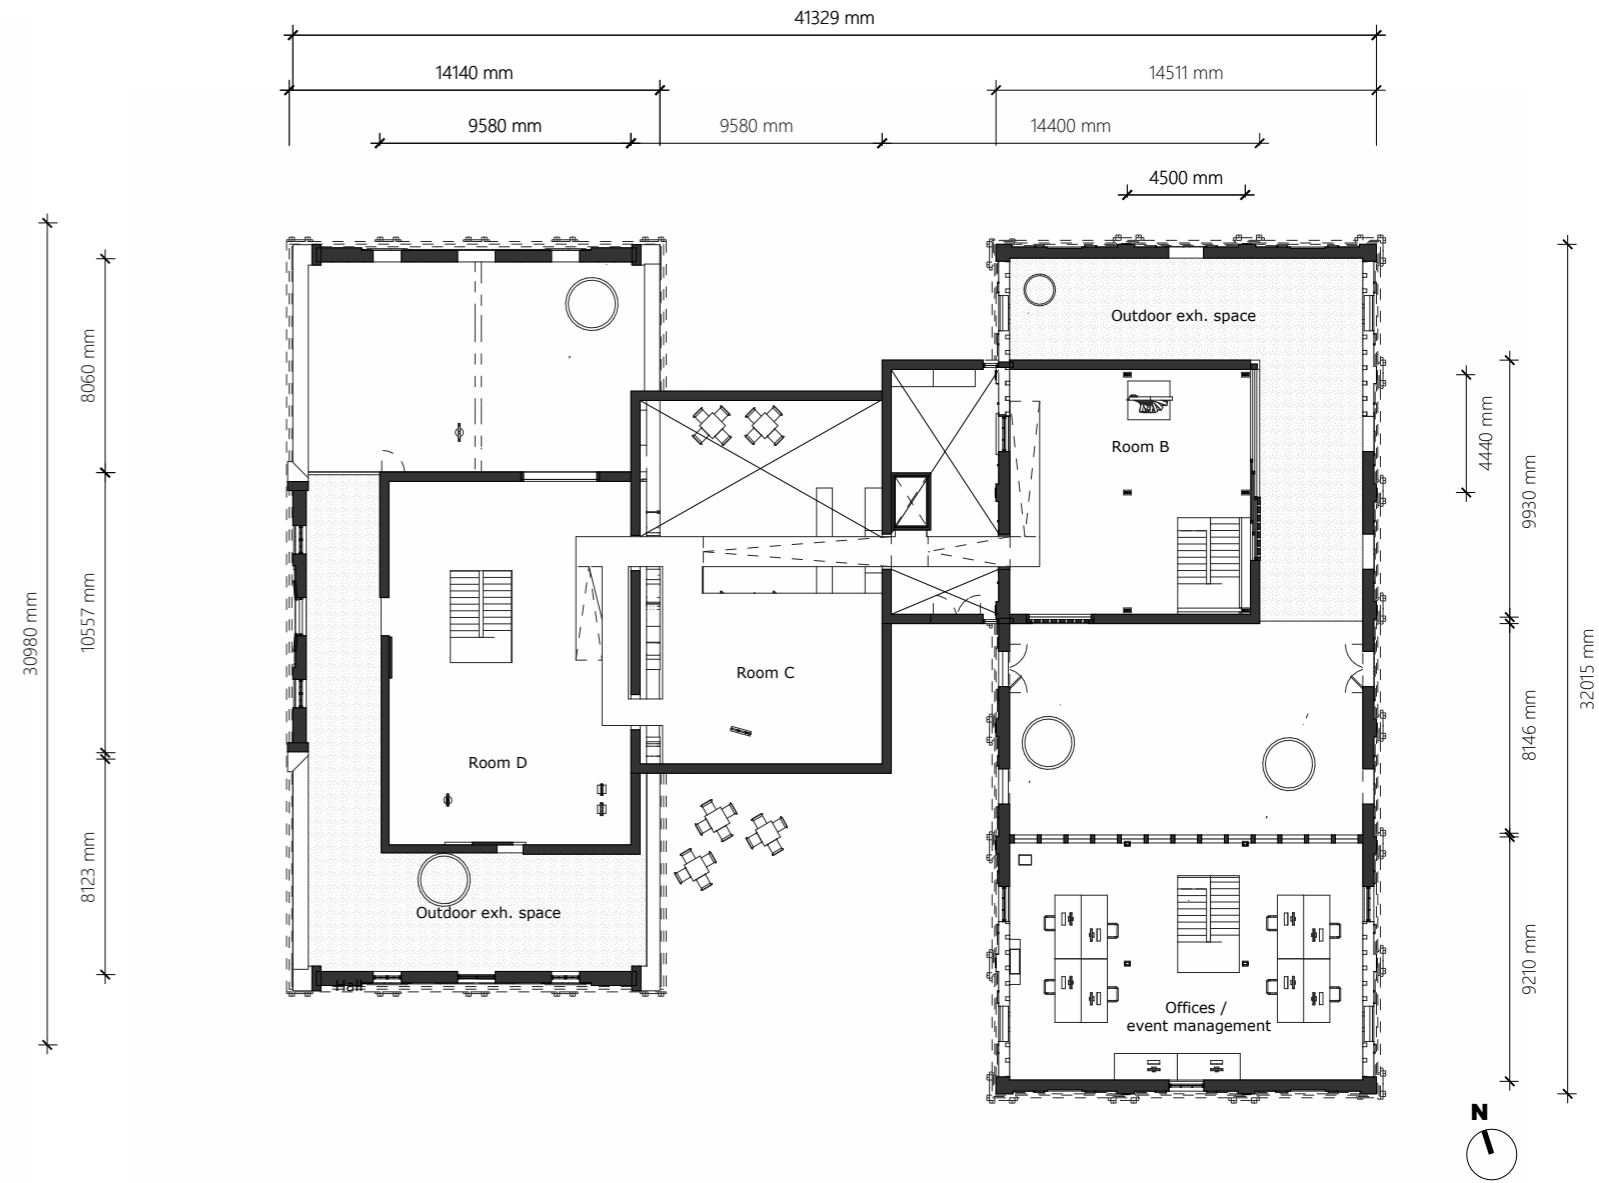 41329 mm
14140 mm
14511 mm
9580 mm
9580 mm
14400 mm
4500 mm
Outdoor exh. space
8060 mm
4440 mm
Room B
9930 mm
10557 mm
30980 mm
Room C
32015 mm
8146 mm
Room D
8123 mm
Outdoor exh. space
9210 mm
Hall
Offices /
event management
N